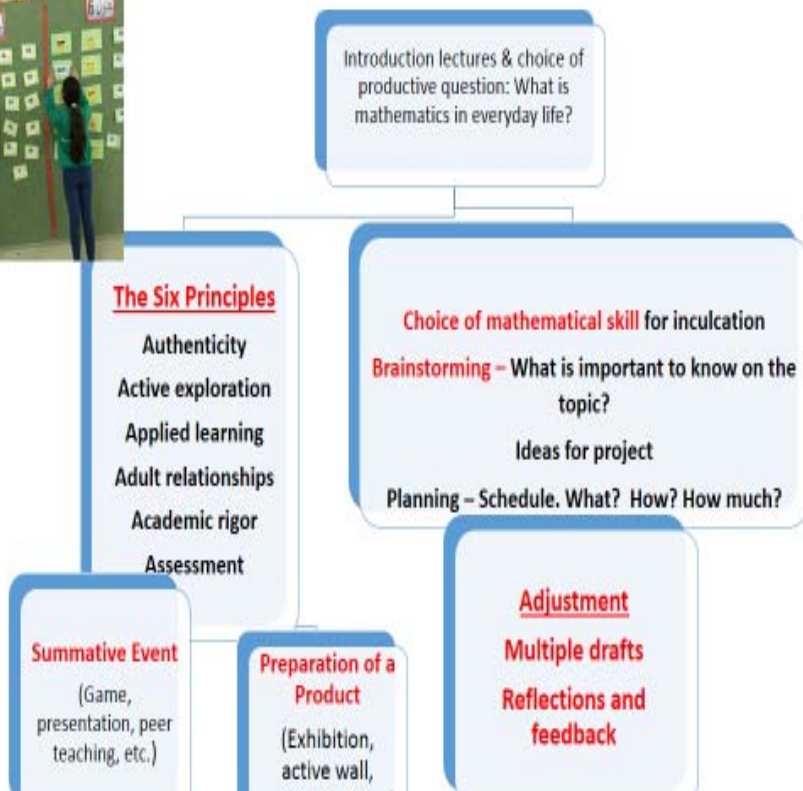 Introduction lectures & choice of
productive question: What is
mathematics in everyday life?
The Six Principles
Authenticity
Active exploration
Applied learning
Adult relationships
Academic rigor
Assessment
Choice of mathematical skill for inculcation
Brainstorming – What is important to know on the
topic?
Ideas for project
Planning – Schedule. What? How? How much?
Summative Event
(Game,
presentation, peer
teaching, etc.)
Preparation of a
Product
(Exhibition,
active wall,
Adjustment
Multiple drafts
Reflections and
feedback